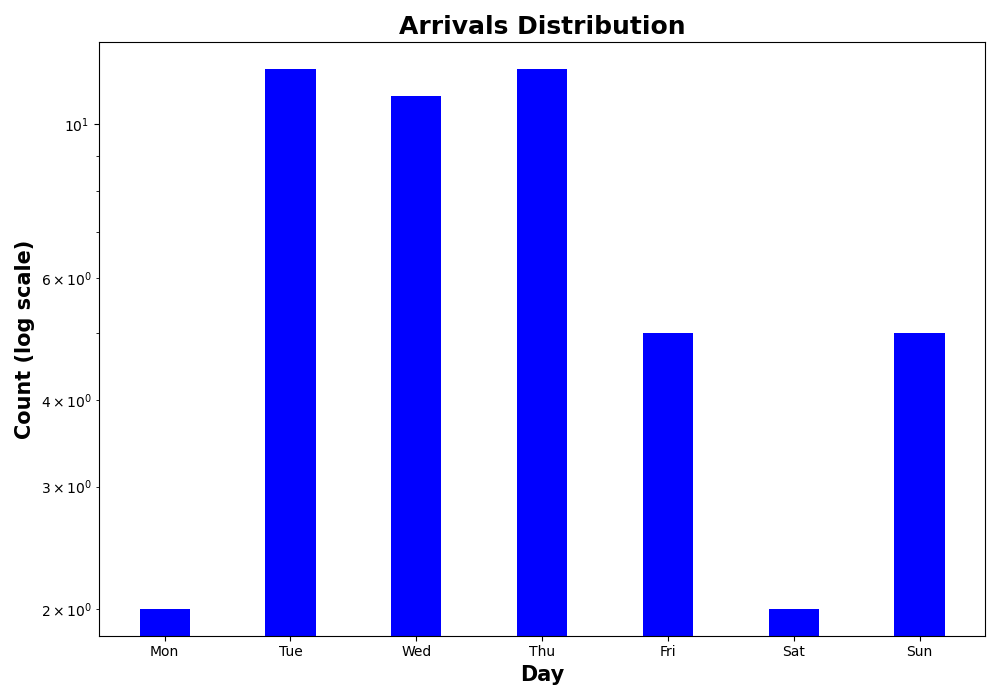 Arrivals Distribution
Count (log scale)
10¹
6 × 10⁰
4 × 10⁰
3 × 10⁰
2 × 10⁰
Mon Tue Wed Thu Fri Sat Sun
Day